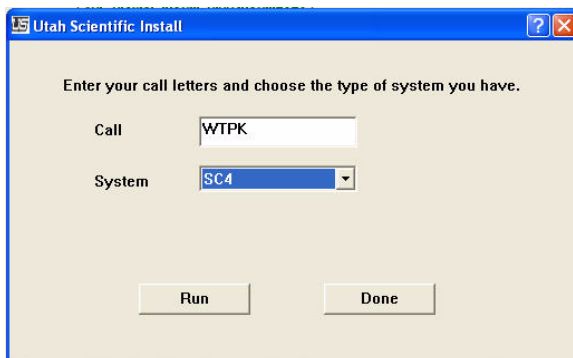 US Utah Scientific Install
Enter your call letters and choose the type of system you have.
Call WTPK
System SC4
Run Done